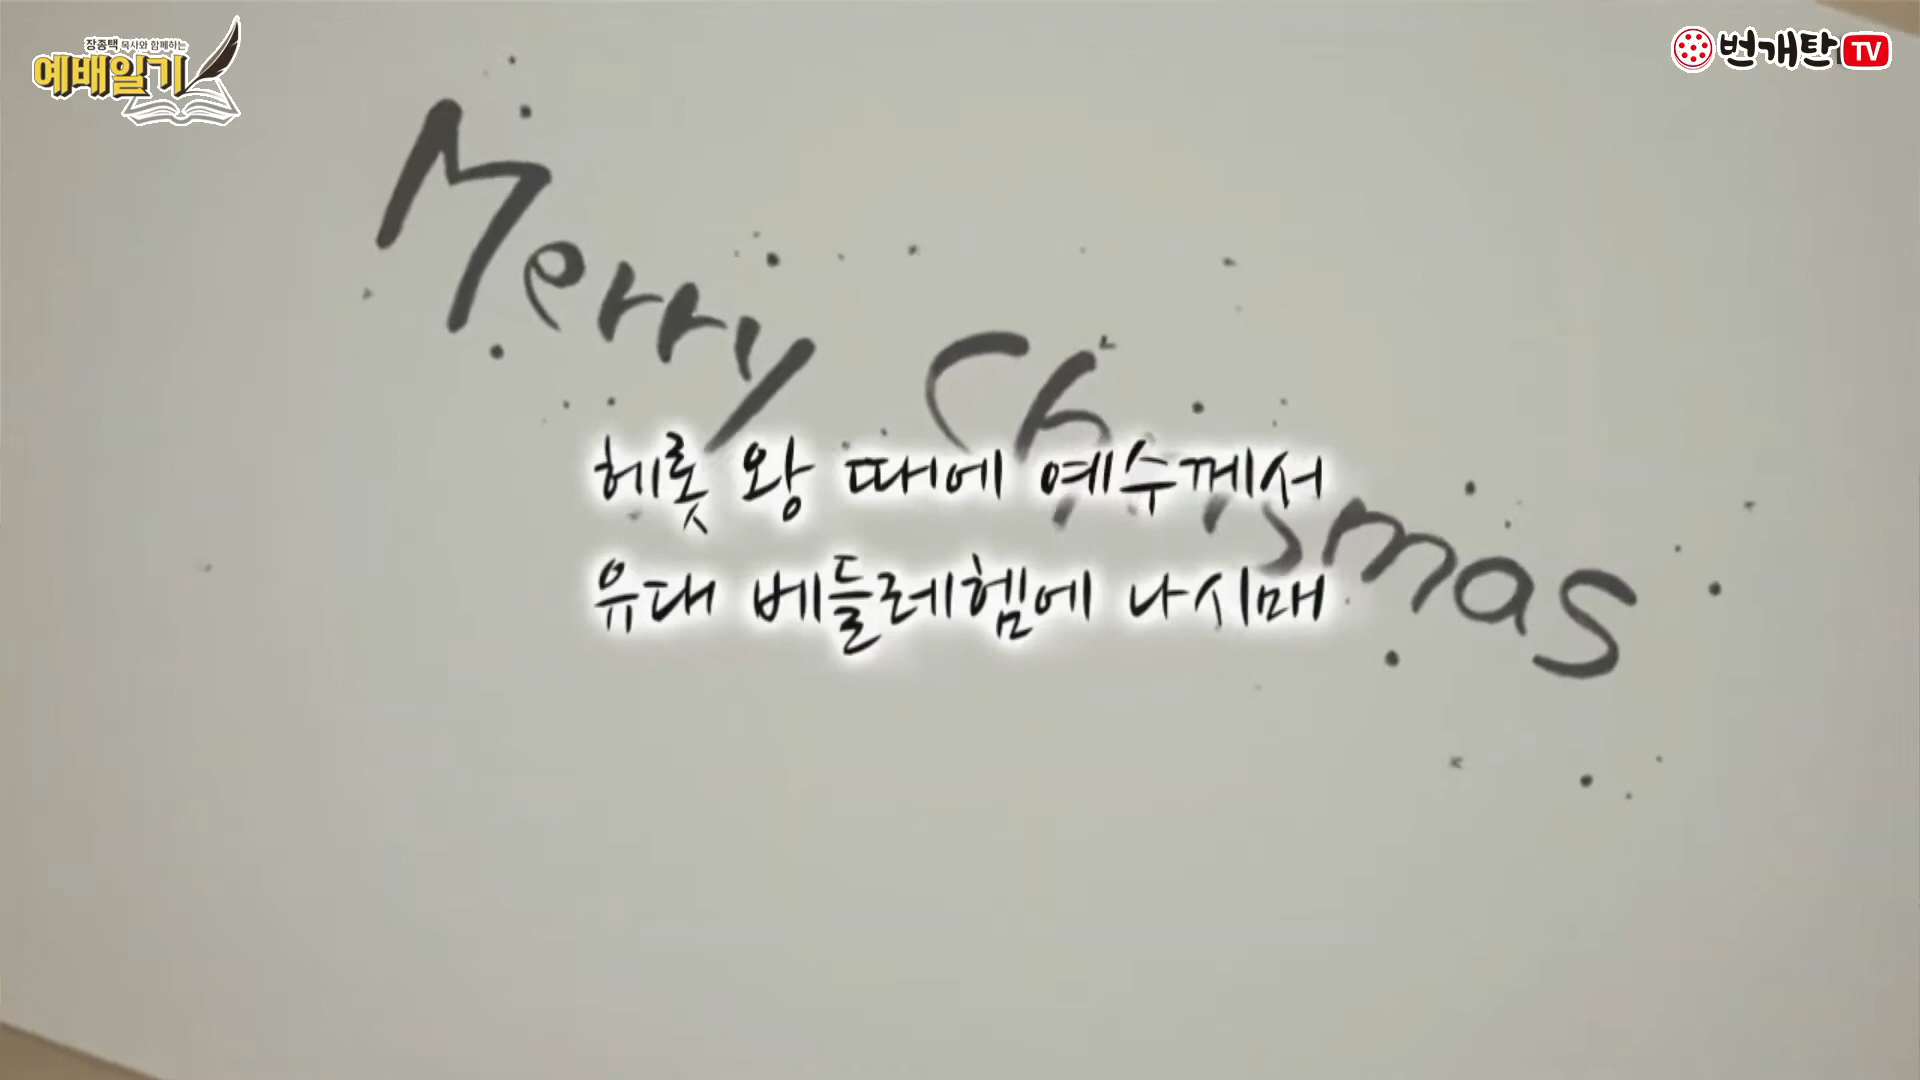 장종택 목사와 함께하는
예배일기
번개탄 TV
Merry Christmas
헤롯 왕 때에 예수께서
유대 베들레헴에 나시매